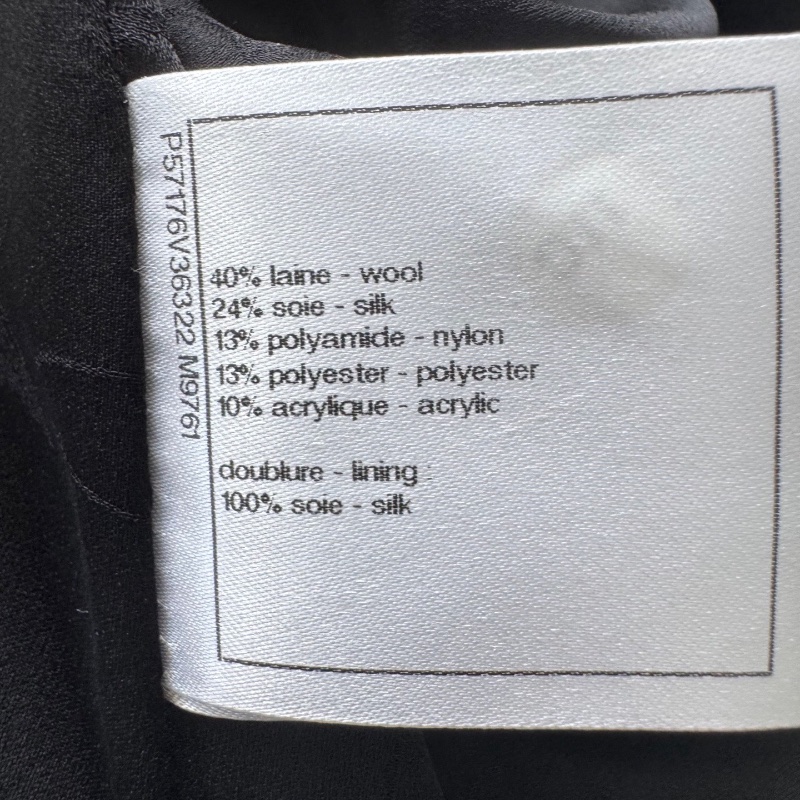 P57176V36322 M9761
40% laine - wool
24% soie - silk
13% polyamide - nylon
13% polyester - polyester
10% acrylique - acrylic
doublure - lining :
100% soie - silk